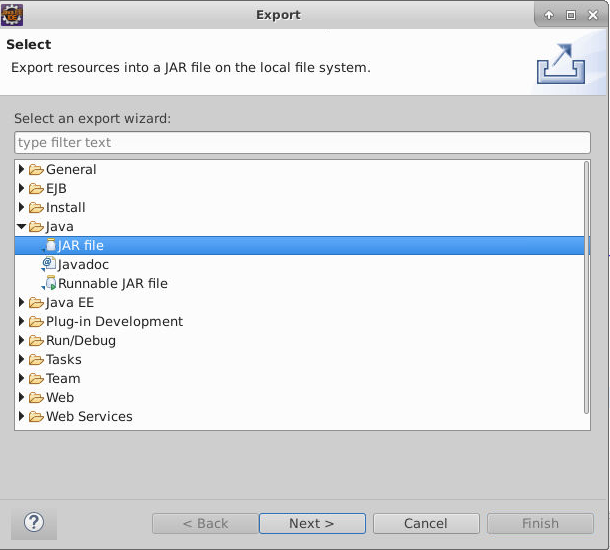 Export
Select
Export resources into a JAR file on the local file system.
Select an export wizard:
type filter text
General
EJB
Install
Java
JAR file
Javadoc
Runnable JAR file
Java EE
Plug-in Development
Run/Debug
Tasks
Team
Web
Web Services
? < Back Next > Cancel Finish